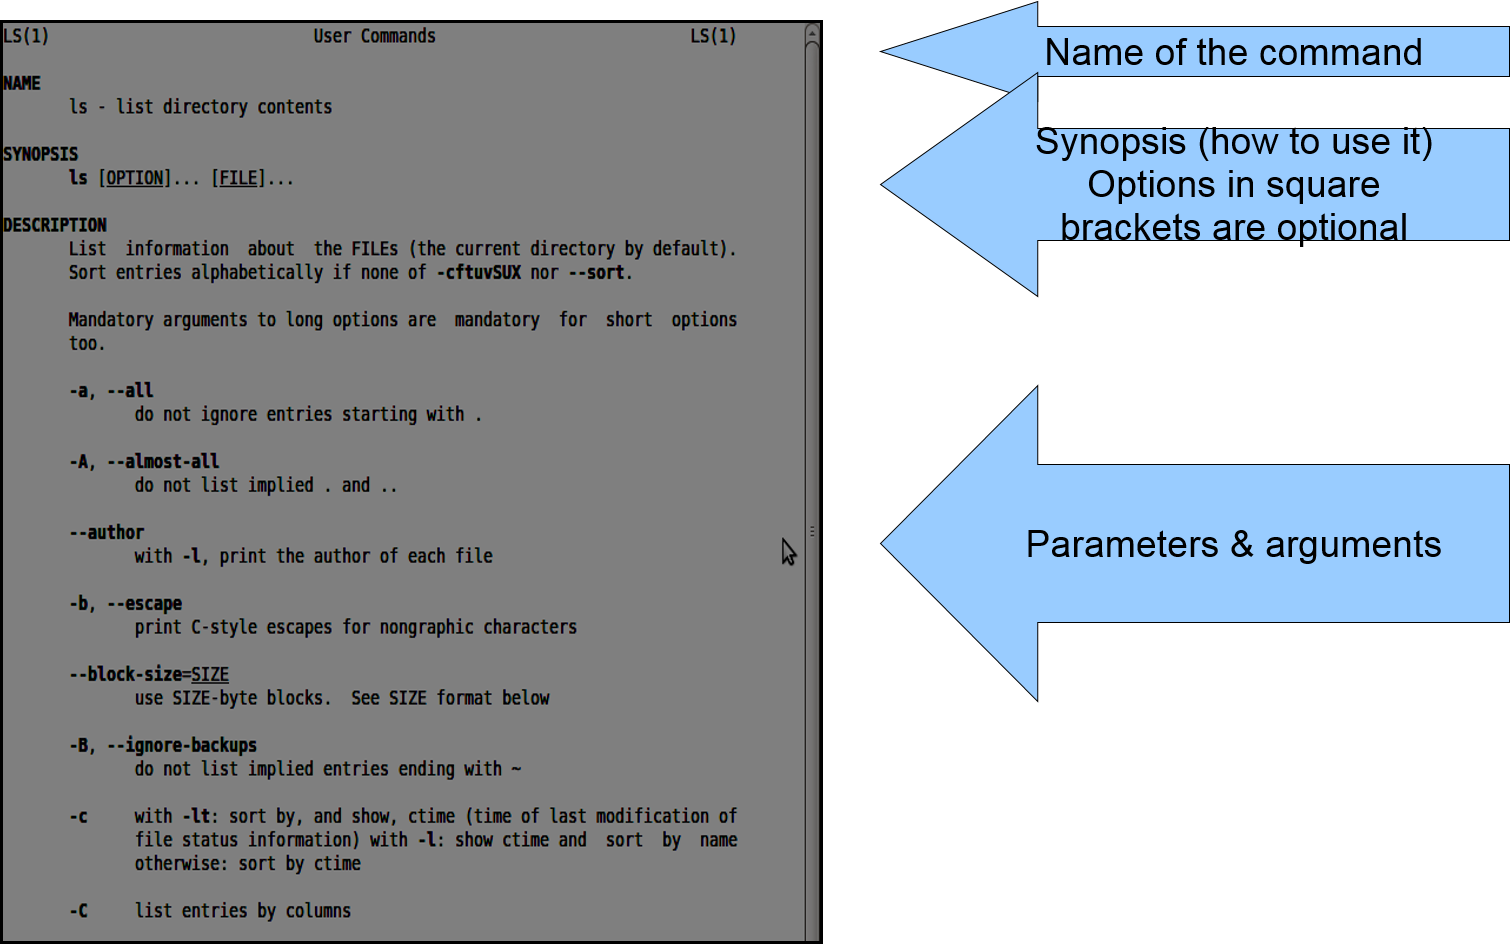 LS(1) User Commands LS(1)
NAME
ls - list directory contents
SYNOPSIS
ls [OPTION]... [FILE]...
DESCRIPTION
List information about the FILEs (the current directory by default).
Sort entries alphabetically if none of -cftuvSUX nor --sort.
Mandatory arguments to long options are mandatory for short options
too.
-a, --all
do not ignore entries starting with .
-A, --almost-all
do not list implied . and ..
--author
with -l, print the author of each file
-b, --escape
print C-style escapes for nongraphic characters
--block-size=SIZE
use SIZE-byte blocks. See SIZE format below
-B, --ignore-backups
do not list implied entries ending with ~
-c with -lt: sort by, and show, ctime (time of last modification of
file status information) with -l: show ctime and sort by name
otherwise: sort by ctime
-C list entries by columns
Name of the command
Synopsis (how to use it)
Options in square
brackets are optional
Parameters & arguments